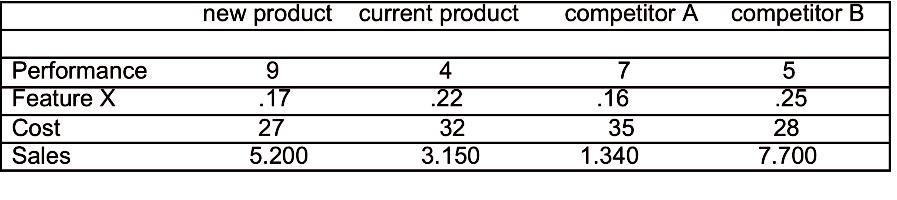 new product current product competitor A competitor B
Performance 9 4 7 5
Feature X .17 .22 .16 .25
Cost 27 32 35 28
Sales 5.200 3.150 1.340 7.700